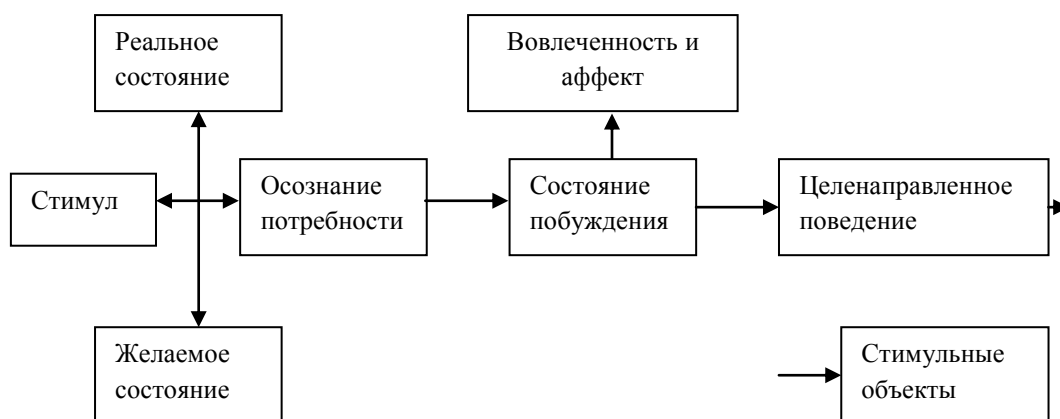 Реальное
состояние
Вовлеченность и
аффект
Стимул
Осознание
потребности
Состояние
побуждения
Целенаправленное
поведение
Желаемое
состояние
Стимульные
объекты